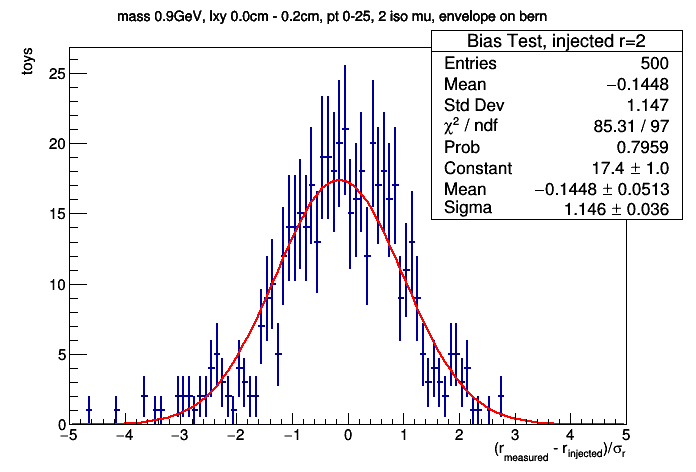 mass 0.9GeV, lxy 0.0cm - 0.2cm, pt 0-25, 2 iso mu, envelope on bern
Bias Test, injected r=2
Entries 500
Mean −0.1448
Std Dev 1.147
χ² / ndf 85.31 / 97
Prob 0.7959
Constant 17.4 ± 1.0
Mean −0.1448 ± 0.0513
Sigma 1.146 ± 0.036
toys
25
20
15
10
5
0
−5 −4 −3 −2 −1 0 1 2 3 4 5
(r_measured - r_injected)/σ_r